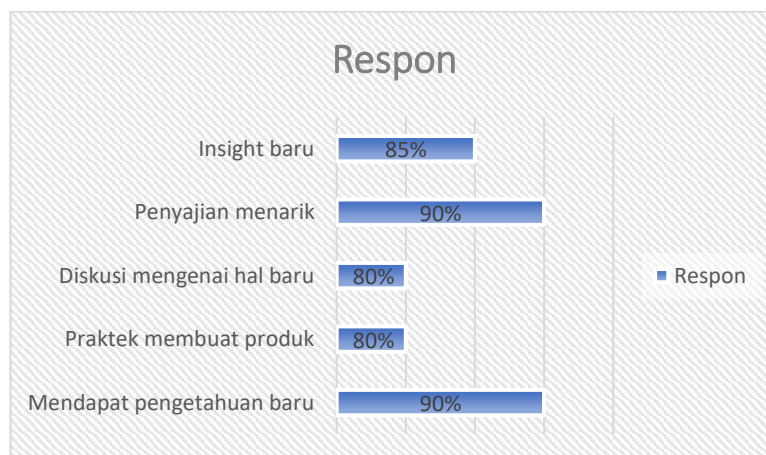 Respon
Insight baru
85%
Penyajian menarik
90%
Diskusi mengenai hal baru
80%
Praktek membuat produk
80%
Mendapat pengetahuan baru
90%
Respon